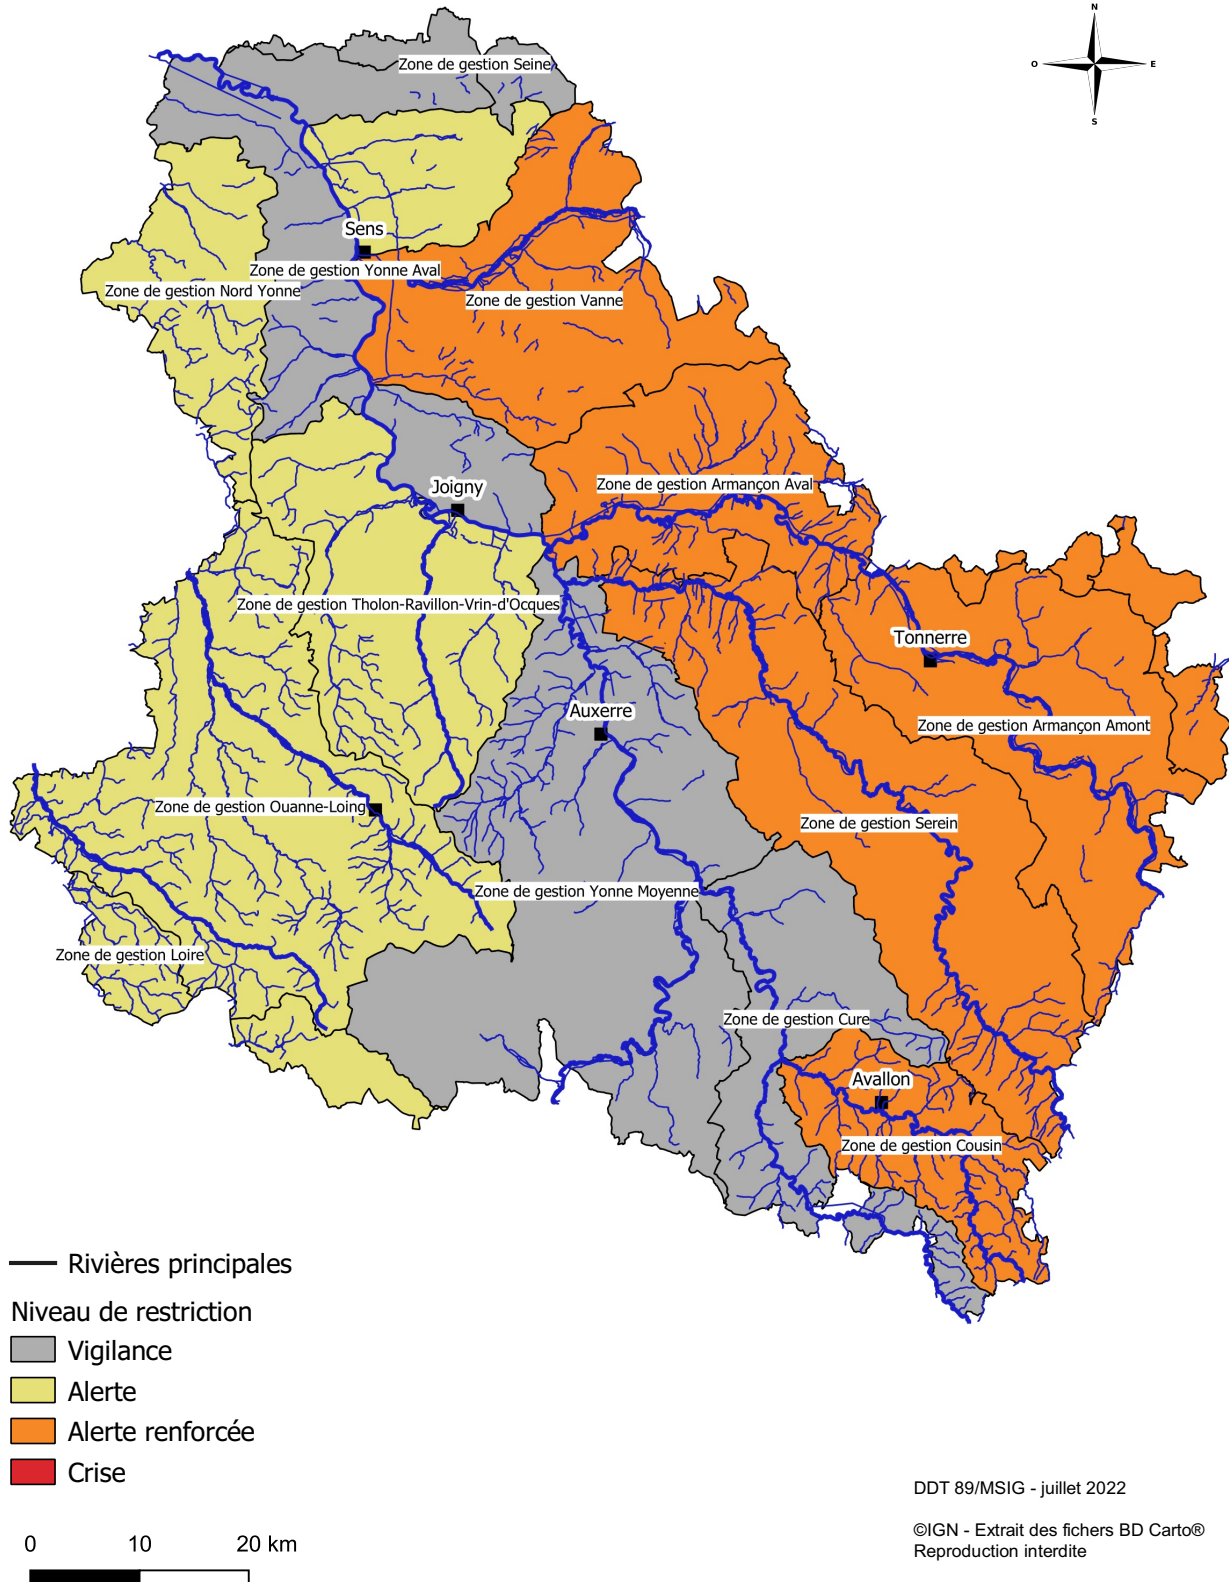 N
O
E
S
Zone de gestion Seine
Sens
Zone de gestion Yonne Aval
Zone de gestion Nord Yonne
Zone de gestion Vanne
Zone de gestion Armançon Aval
Joigny
Zone de gestion Tholon-Ravillon-Vrin-d'Ocques
Tonnerre
Auxerre
Zone de gestion Armançon Amont
Zone de gestion Ouanne-Loing
Zone de gestion Serein
Zone de gestion Yonne Moyenne
Zone de gestion Loire
Zone de gestion Cure
Avallon
Zone de gestion Cousin
Rivières principales
Niveau de restriction
Vigilance
Alerte
Alerte renforcée
Crise
DDT 89/MSIG - juillet 2022
©IGN - Extrait des fichers BD Carto®
Reproduction interdite
0 10 20 km